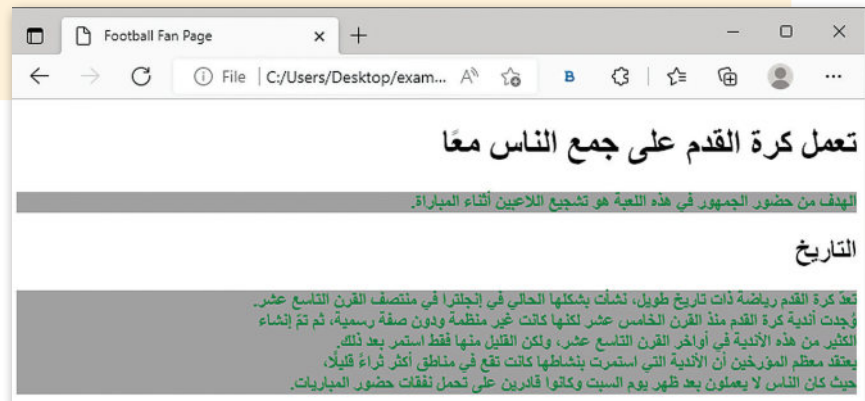 Football Fan Page
File C:/Users/Desktop/exam...
B
تعمل كرة القدم على جمع الناس معًا
الهدف من حضور الجمهور في هذه اللعبة هو تشجيع اللاعبين أثناء المباراة.
التاريخ
تعدّ كرة القدم رياضة ذات تاريخ طويل، نشأت بشكلها الحالي في إنجلترا في منتصف القرن التاسع عشر.
وُجدت أندية كرة القدم منذ القرن الخامس عشر لكنها كانت غير منظمة ودون صفة رسمية، ثم تمّ إنشاء
الكثير من هذه الأندية في أواخر القرن التاسع عشر، ولكن القليل منها فقط استمر بعد ذلك.
يعتقد معظم المؤرخين أن الأندية التي استمرت بنشاطها كانت تقع في مناطق أكثر ثراءً قليلًا،
حيث كان الناس لا يعملون بعد ظهر يوم السبت وكانوا قادرين على تحمل نفقات حضور المباريات.